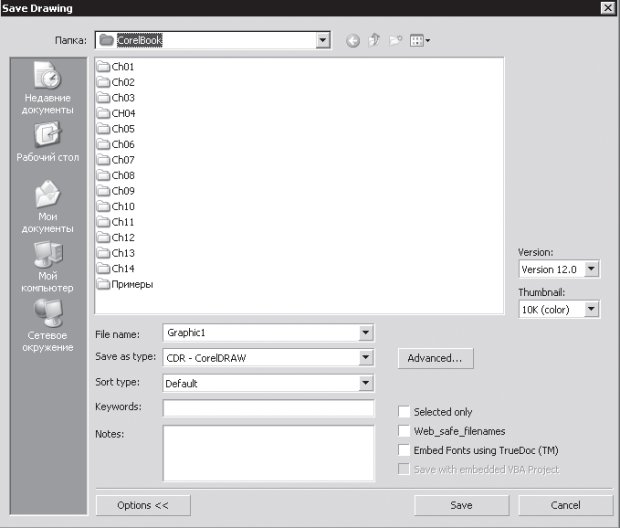 Save Drawing
Папка:
CorelBook
Недавние
документы
Рабочий стол
Мои
документы
Мой
компьютер
Сетевое
окружение
Ch01
Ch02
Ch03
CH04
Ch05
Ch06
Ch07
Ch08
Ch09
Ch10
Ch11
Ch12
Ch13
Ch14
Примеры
Version:
Version 12.0
Thumbnail:
10K (color)
File name:
Graphic1
Save as type:
CDR - CorelDRAW
Advanced...
Sort type:
Default
Keywords:
Notes:
Selected only
Web_safe_filenames
Embed Fonts using TrueDoc (TM)
Save with embedded VBA Project
Options <<
Save
Cancel